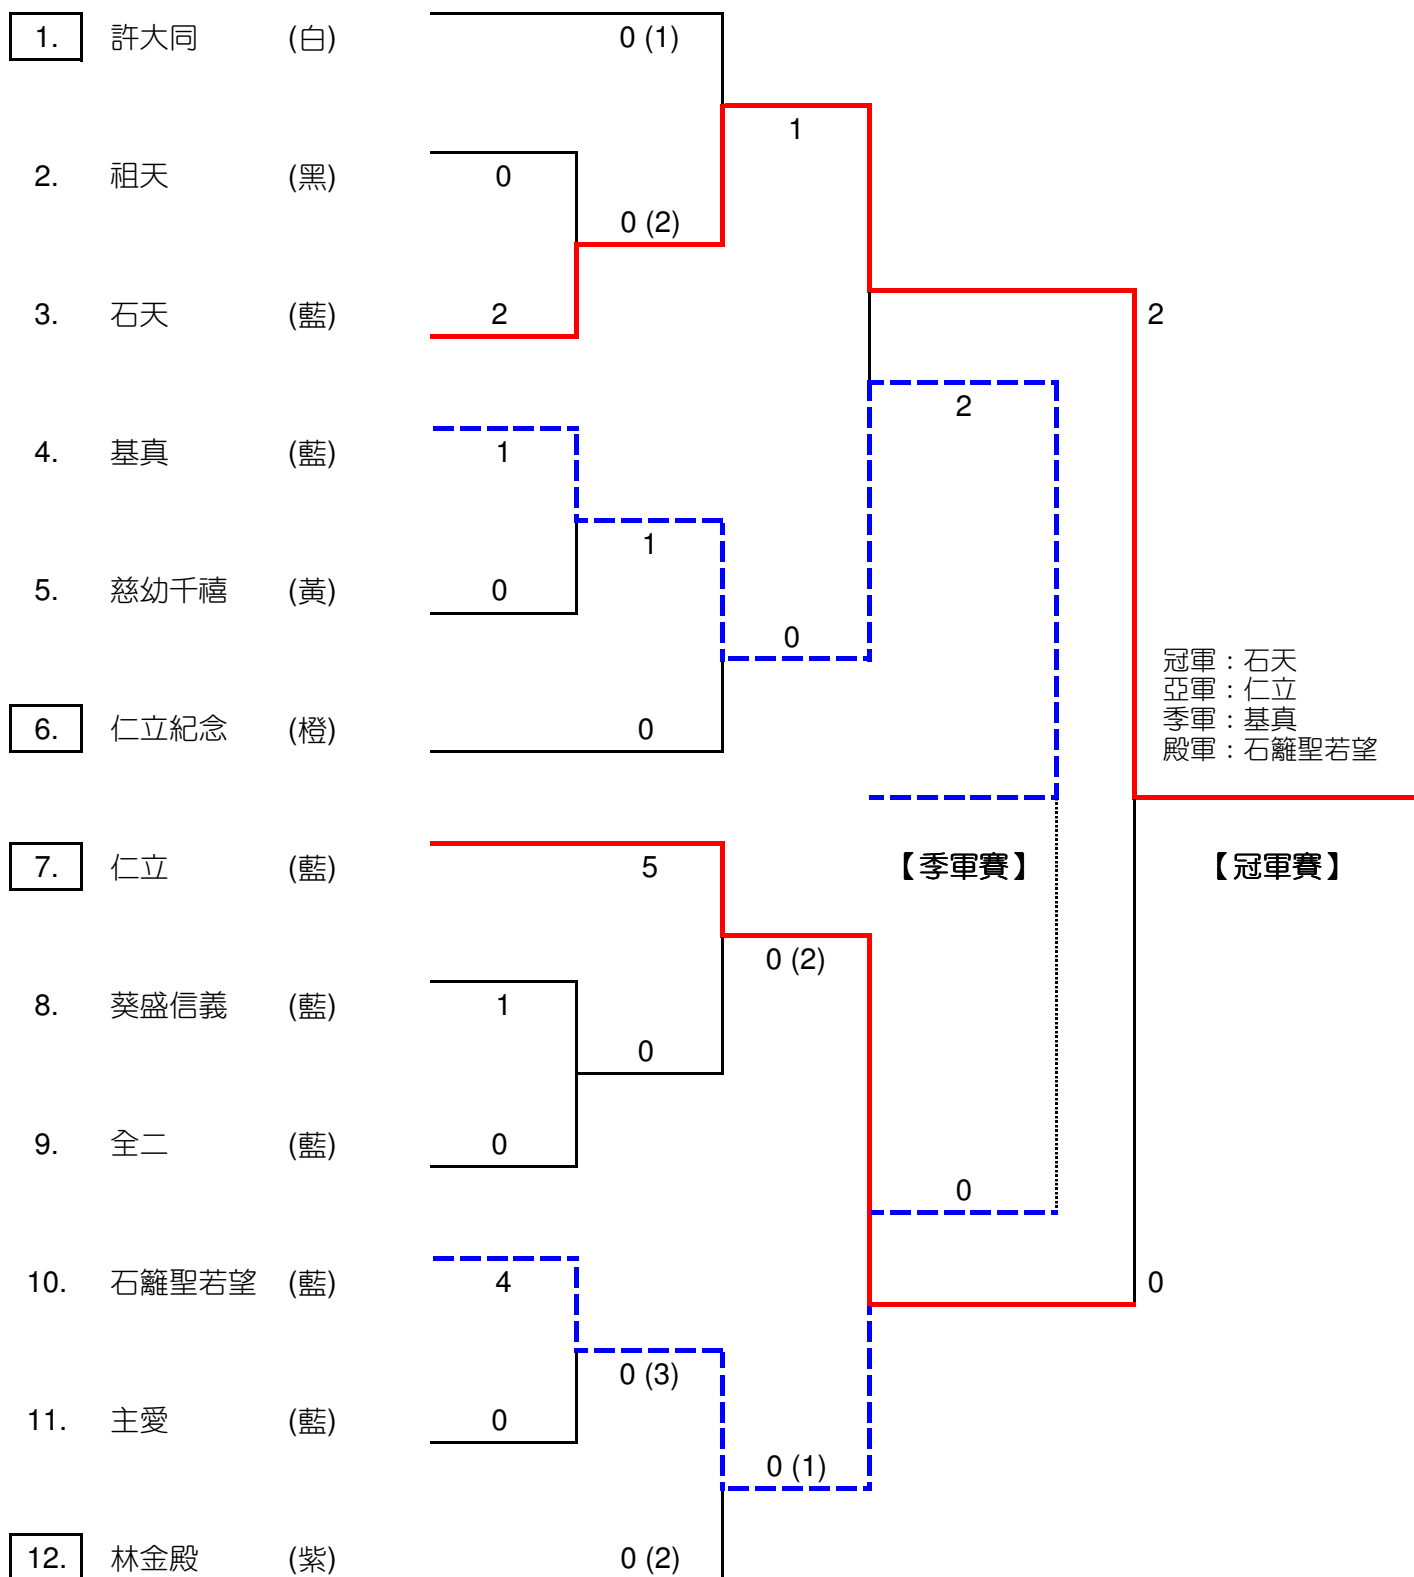 1. 許大同 (白) 0 (1)
1
2. 祖天 (黑) 0
0 (2)
3. 石天 (藍) 2 2
2
4. 基真 (藍) 1
1
5. 慈幼千禧 (黃) 0
0
冠軍：石天
亞軍：仁立
季軍：基真
殿軍：石籬聖若望
6. 仁立紀念 (橙) 0
7. 仁立 (藍) 5 【季軍賽】 【冠軍賽】
0 (2)
8. 葵盛信義 (藍) 1
0
9. 全二 (藍) 0
0
10. 石籬聖若望 (藍) 4 0
0 (3)
11. 主愛 (藍) 0
0 (1)
12. 林金殿 (紫) 0 (2)